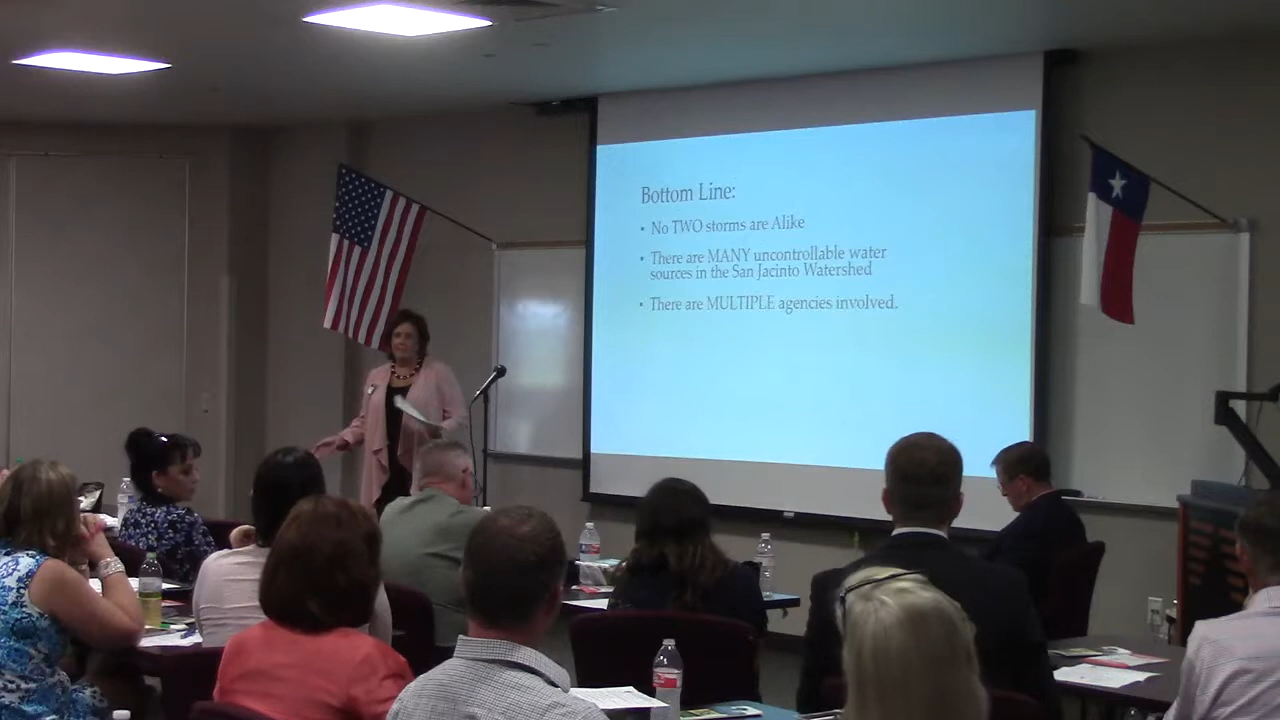 Bottom Line:
• No TWO storms are Alike
• There are MANY uncontrollable water
sources in the San Jacinto Watershed
• There are MULTIPLE agencies involved.